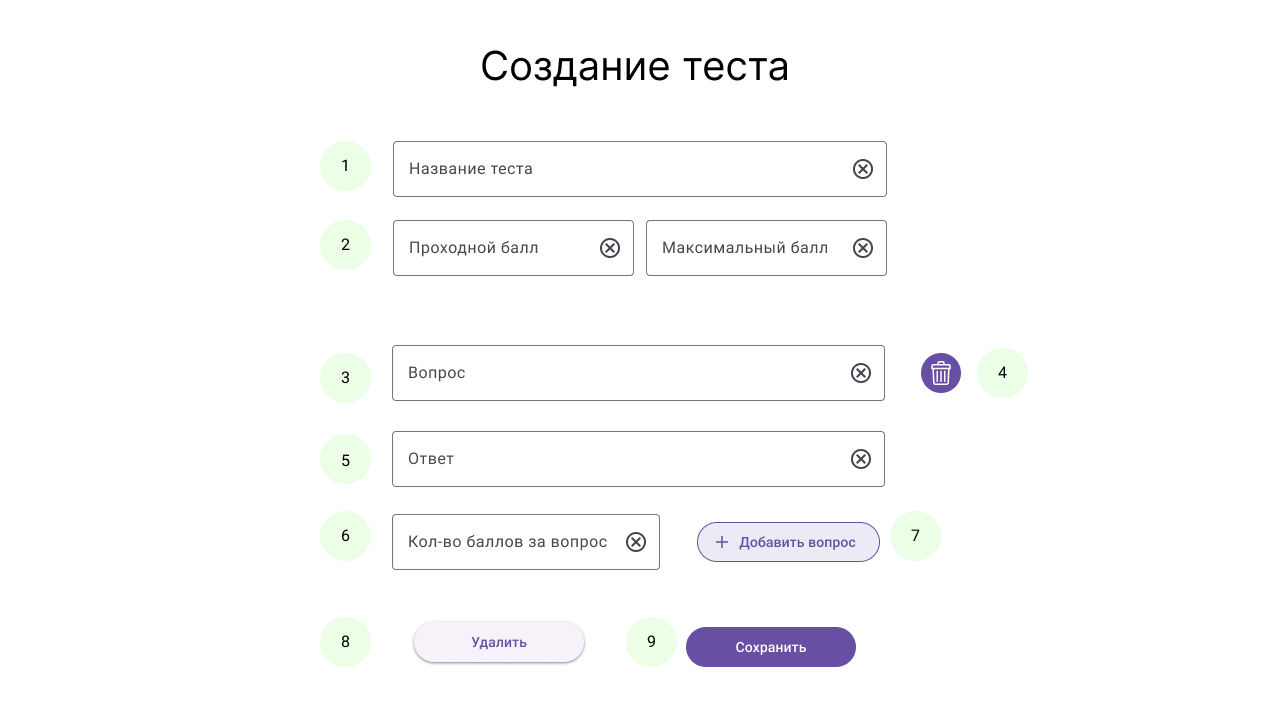 Создание теста
1
Название теста
2
Проходной балл
Максимальный балл
3
Вопрос
4
5
Ответ
6
Кол-во баллов за вопрос
+ Добавить вопрос
7
8
Удалить
9
Сохранить